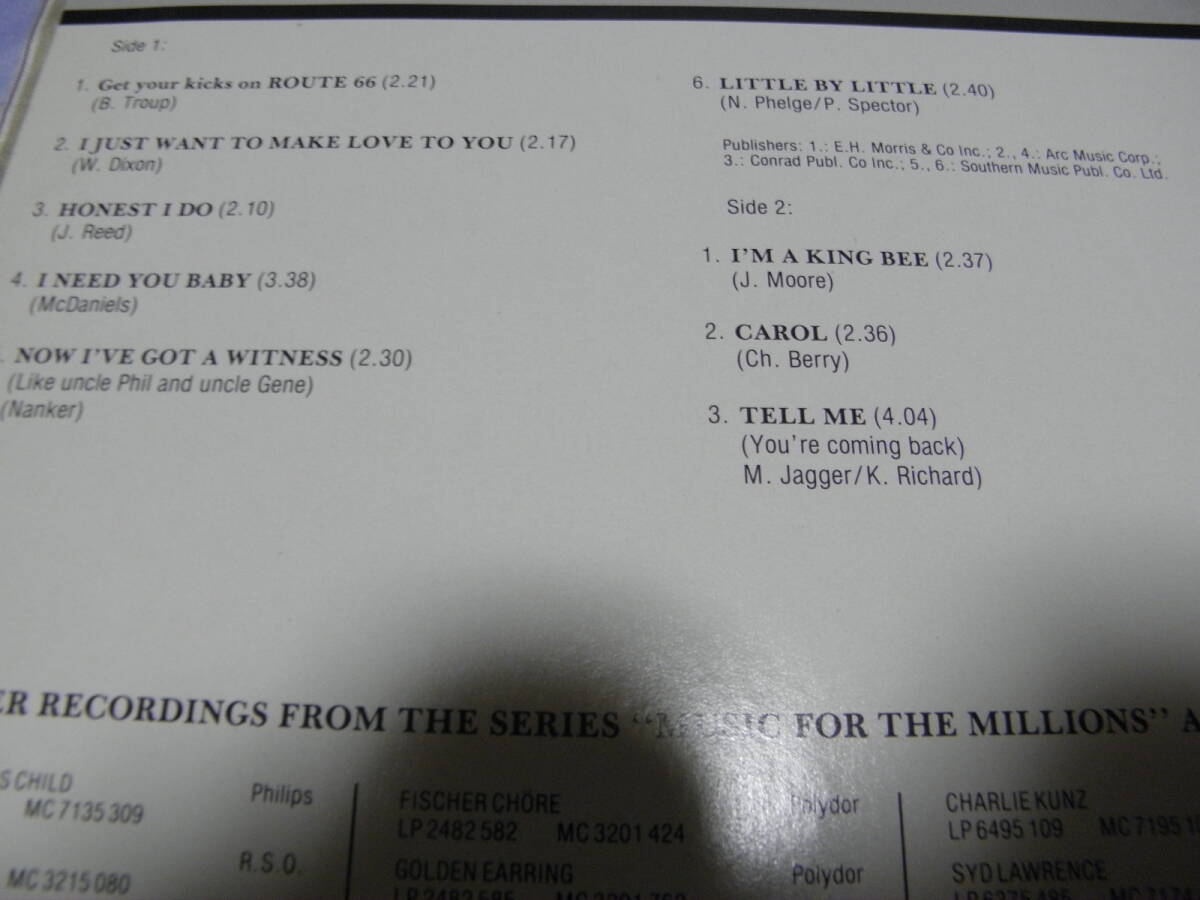 Side 1:
1. Get your kicks on ROUTE 66 (2.21)
(B. Troup)
2. I JUST WANT TO MAKE LOVE TO YOU (2.17)
(W. Dixon)
3. HONEST I DO (2.10)
(J. Reed)
4. I NEED YOU BABY (3.38)
(McDaniels)
NOW I'VE GOT A WITNESS (2.30)
(Like uncle Phil and uncle Gene)
(Nanker)
6. LITTLE BY LITTLE (2.40)
(N. Phelge/P. Spector)
Publishers: 1.: E.H. Morris & Co Inc.; 2., 4.: Arc Music Corp.;
3.: Conrad Publ. Co Inc.; 5., 6.: Southern Music Publ. Co. Ltd.
Side 2:
1. I'M A KING BEE (2.37)
(J. Moore)
2. CAROL (2.36)
(Ch. Berry)
3. TELL ME (4.04)
(You're coming back)
M. Jagger/K. Richard)
ER RECORDINGS FROM THE SERIES "MUSIC FOR THE MILLIONS" A
S CHILD
MC 7135 309 Philips
R.S.O.
MC 3215 080
FISCHER CHÖRE Polydor
LP 2482 582 MC 3201 424
GOLDEN EARRING Polydor
CHARLIE KUNZ
LP 6495 109 MC 7195
SYD LAWRENCE